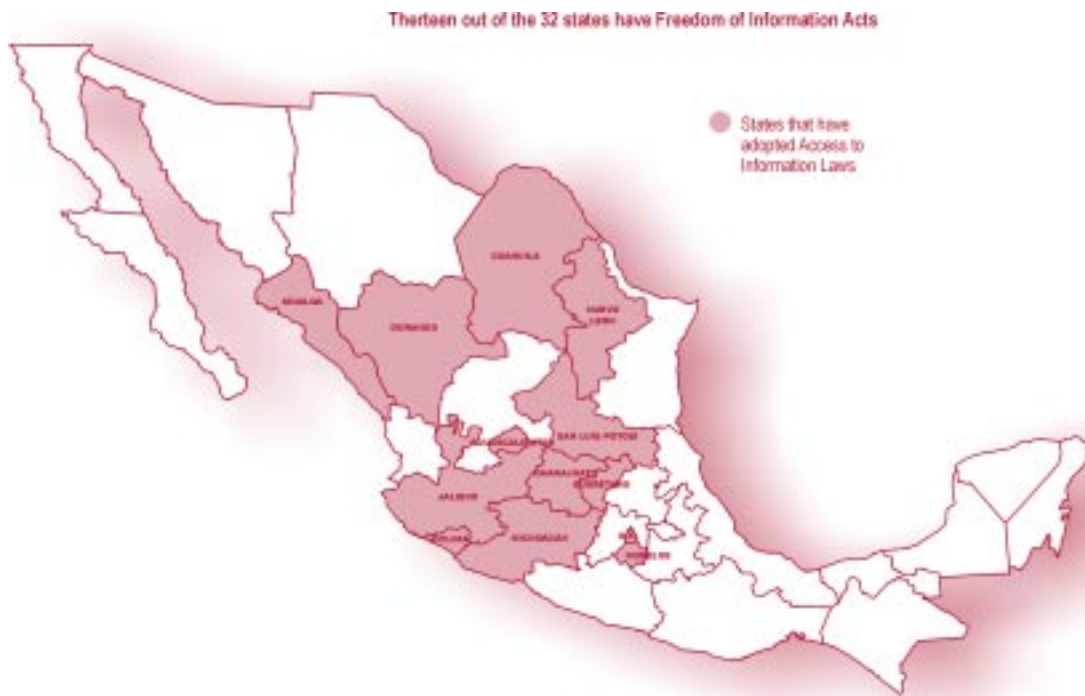 Therteen out of the 32 states have Freedom of Information Acts
States that have
adopted Access to
Information Laws
COAHUILA
SINALOA
NUEVO
LEON
DURANGO
SAN LUIS POTOSI
GUANAJUATO
QUERETARO
JALISCO
COLIMA
MICHOACAN
MORELOS